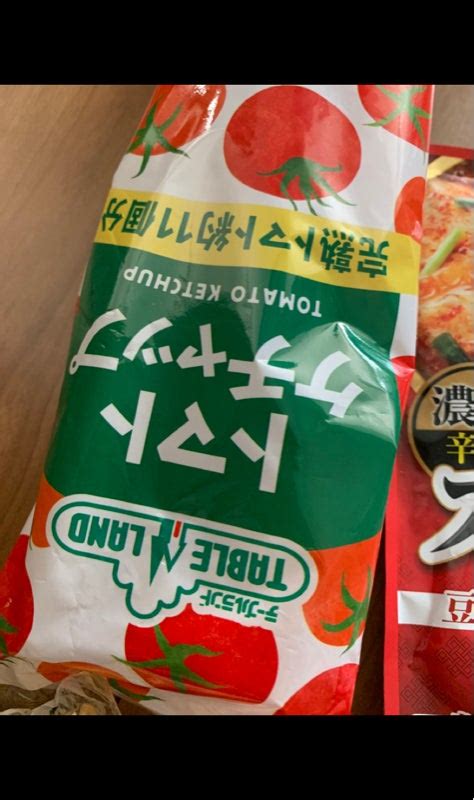 テーブルランド
TABLE LAND
トマト
ケチャップ
TOMATO KETCHUP
完熟トマト約11個分
濃
辛
豆